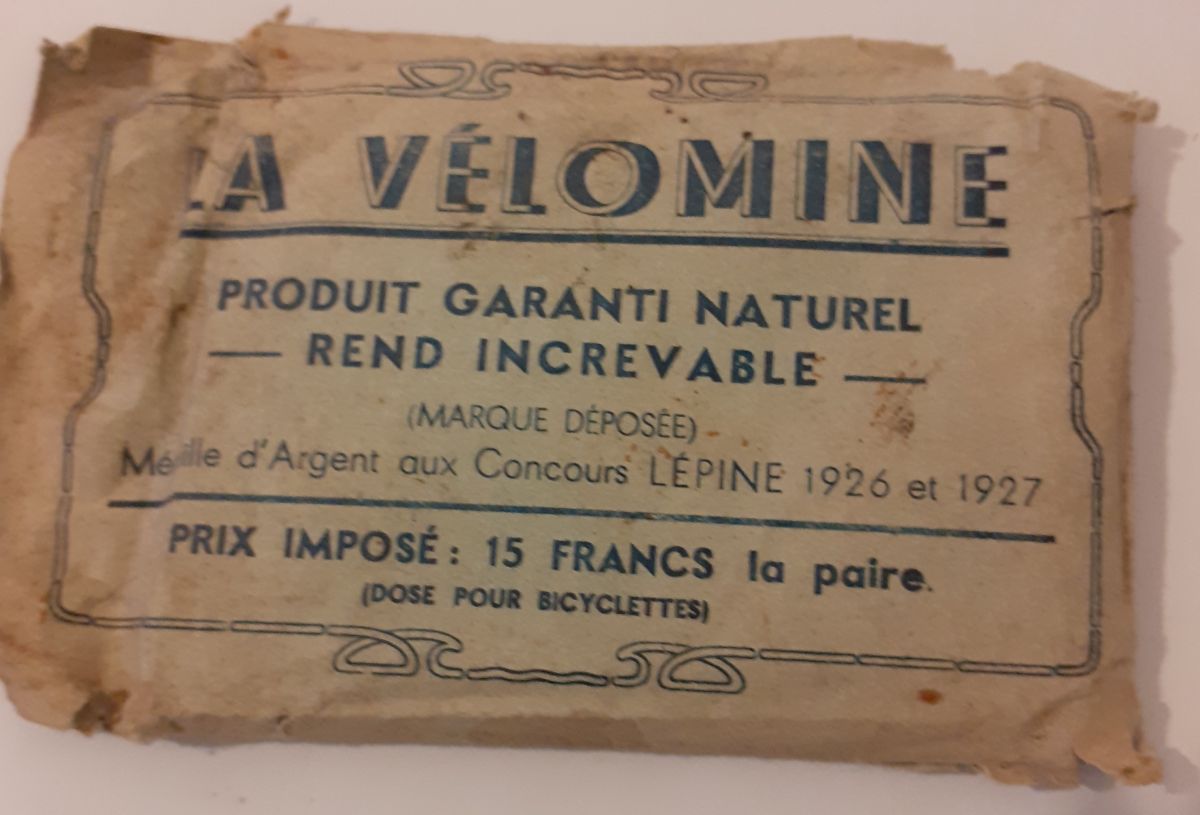 LA VÉLOMINE
PRODUIT GARANTI NATUREL
— REND INCREVABLE —
(MARQUE DÉPOSÉE)
d'Argent aux Concours LÉPINE 1926 et 1927
PRIX IMPOSÉ : 15 FRANCS la paire.
(DOSE POUR BICYCLETTES)